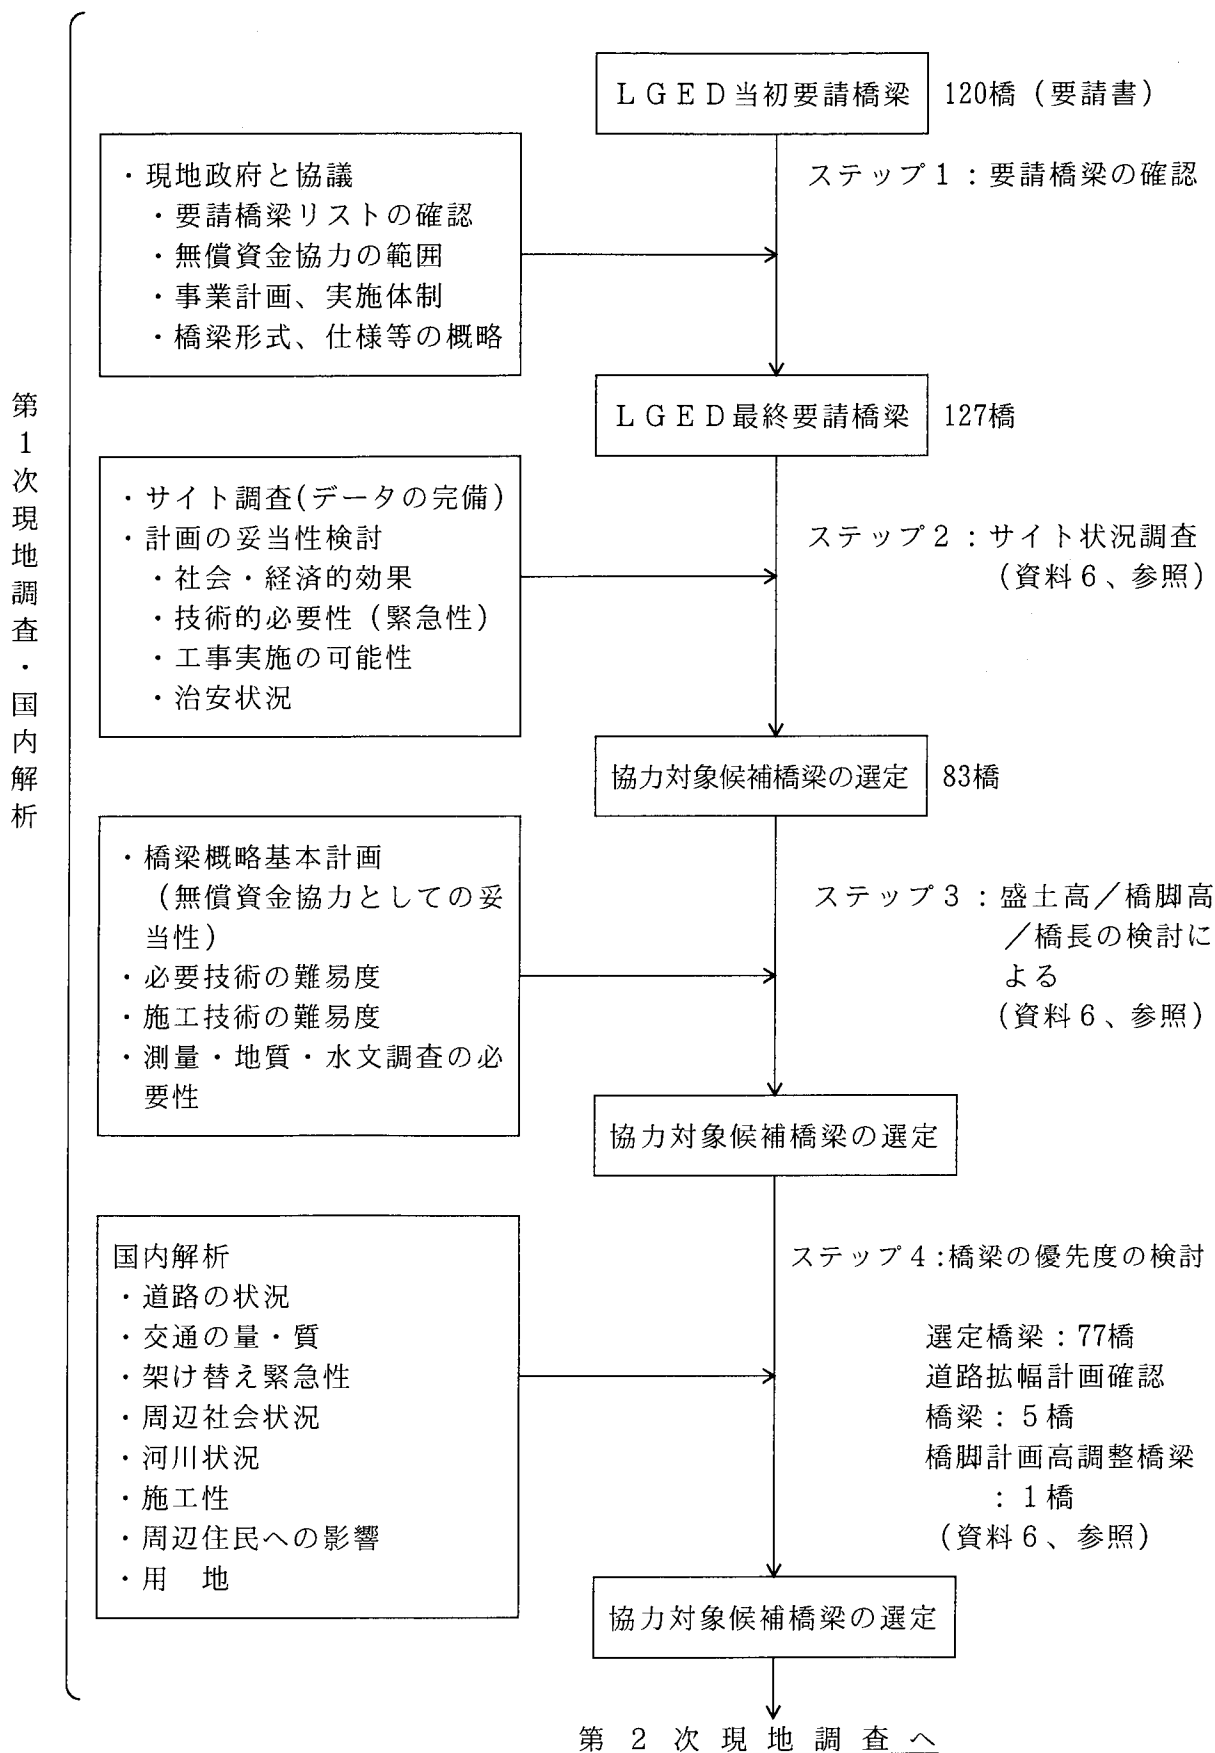 第1次現地調査・国内解析
LGED当初要請橋梁
120橋（要請書）
・現地政府と協議
・要請橋梁リストの確認
・無償資金協力の範囲
・事業計画、実施体制
・橋梁形式、仕様等の概略
ステップ1：要請橋梁の確認
LGED最終要請橋梁
127橋
・サイト調査(データの完備)
・計画の妥当性検討
・社会・経済的効果
・技術的必要性（緊急性）
・工事実施の可能性
・治安状況
ステップ2：サイト状況調査
（資料6、参照）
協力対象候補橋梁の選定
83橋
・橋梁概略基本計画
（無償資金協力としての妥
当性）
・必要技術の難易度
・施工技術の難易度
・測量・地質・水文調査の必
要性
ステップ3：盛土高／橋脚高
／橋長の検討に
よる
（資料6、参照）
協力対象候補橋梁の選定
国内解析
・道路の状況
・交通の量・質
・架け替え緊急性
・周辺社会状況
・河川状況
・施工性
・周辺住民への影響
・用　地
ステップ4：橋梁の優先度の検討
選定橋梁：77橋
道路拡幅計画確認
橋梁：5橋
橋脚計画高調整橋梁
：1橋
（資料6、参照）
協力対象候補橋梁の選定
第2次現地調査へ